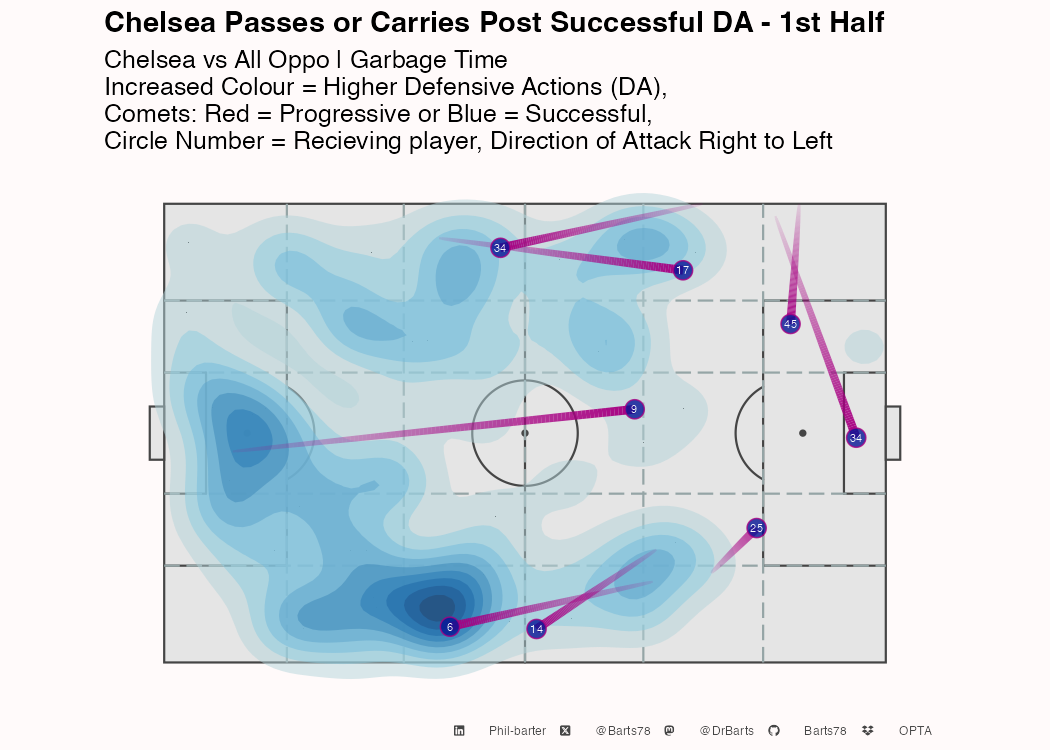 Chelsea Passes or Carries Post Successful DA - 1st Half
Chelsea vs All Oppo | Garbage Time
Increased Colour = Higher Defensive Actions (DA),
Comets: Red = Progressive or Blue = Successful,
Circle Number = Recieving player, Direction of Attack Right to Left
34
17
45
9
34
25
6
14
Phil-barter @Barts78 @DrBarts Barts78 OPTA